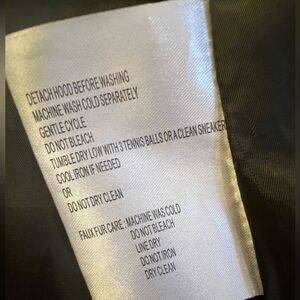 DETACH HOOD BEFORE WASHING
MACHINE WASH COLD SEPARATELY
GENTLE CYCLE
DO NOT BLEACH
TUMBLE DRY LOW WITH 3 TENNIS BALLS OR A CLEAN SNEAKER
COOL IRON IF NEEDED
OR
DO NOT DRY CLEAN
FAUX FUR CARE : MACHINE WAS COLD
DO NOT BLEACH
LINE DRY
DO NOT IRON
DRY CLEAN